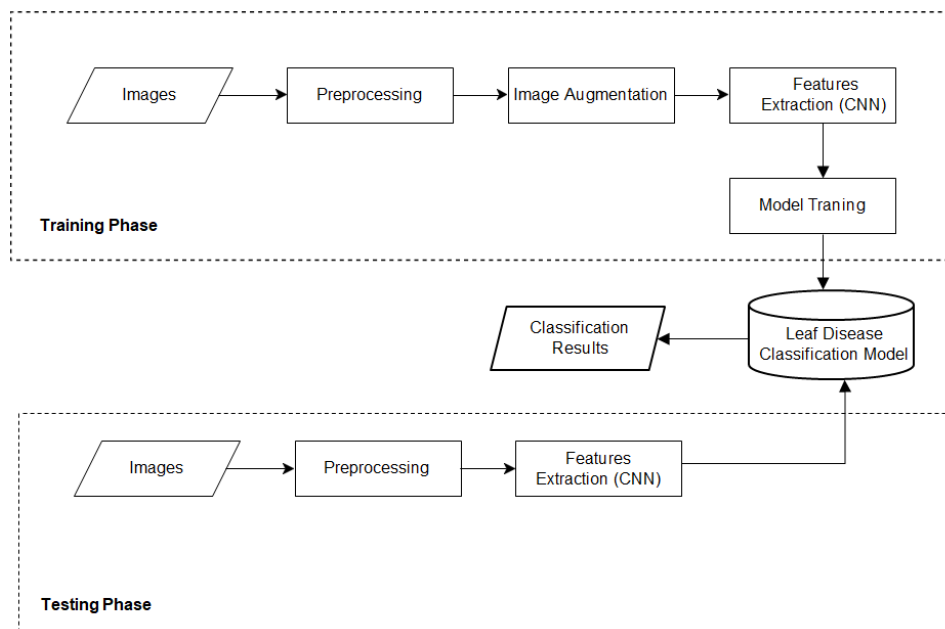 Images
Preprocessing
Image Augmentation
Features
Extraction (CNN)
Model Traning
Training Phase
Leaf Disease
Classification Model
Classification
Results
Images
Preprocessing
Features
Extraction (CNN)
Testing Phase